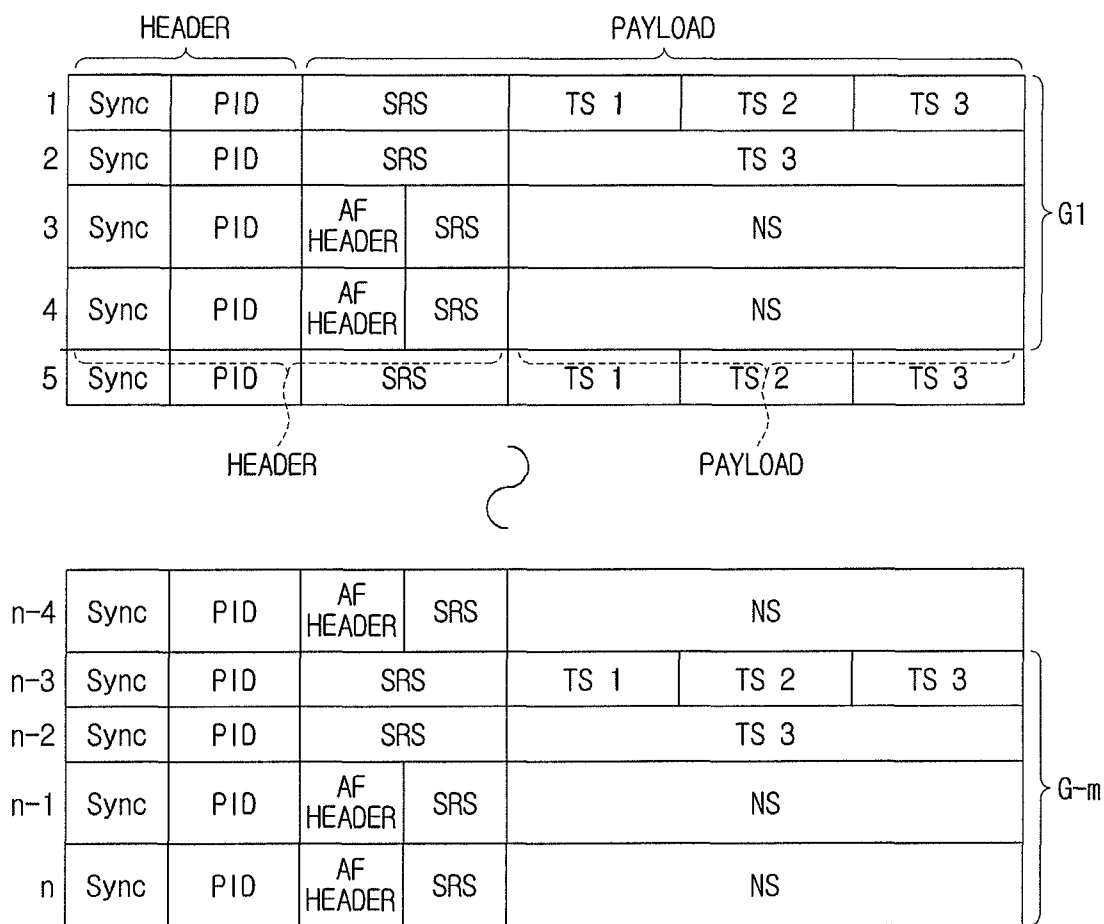 HEADER PAYLOAD
1 Sync PID SRS TS 1 TS 2 TS 3
2 Sync PID SRS TS 3
3 Sync PID AF HEADER SRS NS
G1
4 Sync PID AF HEADER SRS NS
5 Sync PID SRS TS 1 TS 2 TS 3
HEADER PAYLOAD
n-4 Sync PID AF HEADER SRS NS
n-3 Sync PID SRS TS 1 TS 2 TS 3
n-2 Sync PID SRS TS 3
n-1 Sync PID AF HEADER SRS NS
G-m
n Sync PID AF HEADER SRS NS